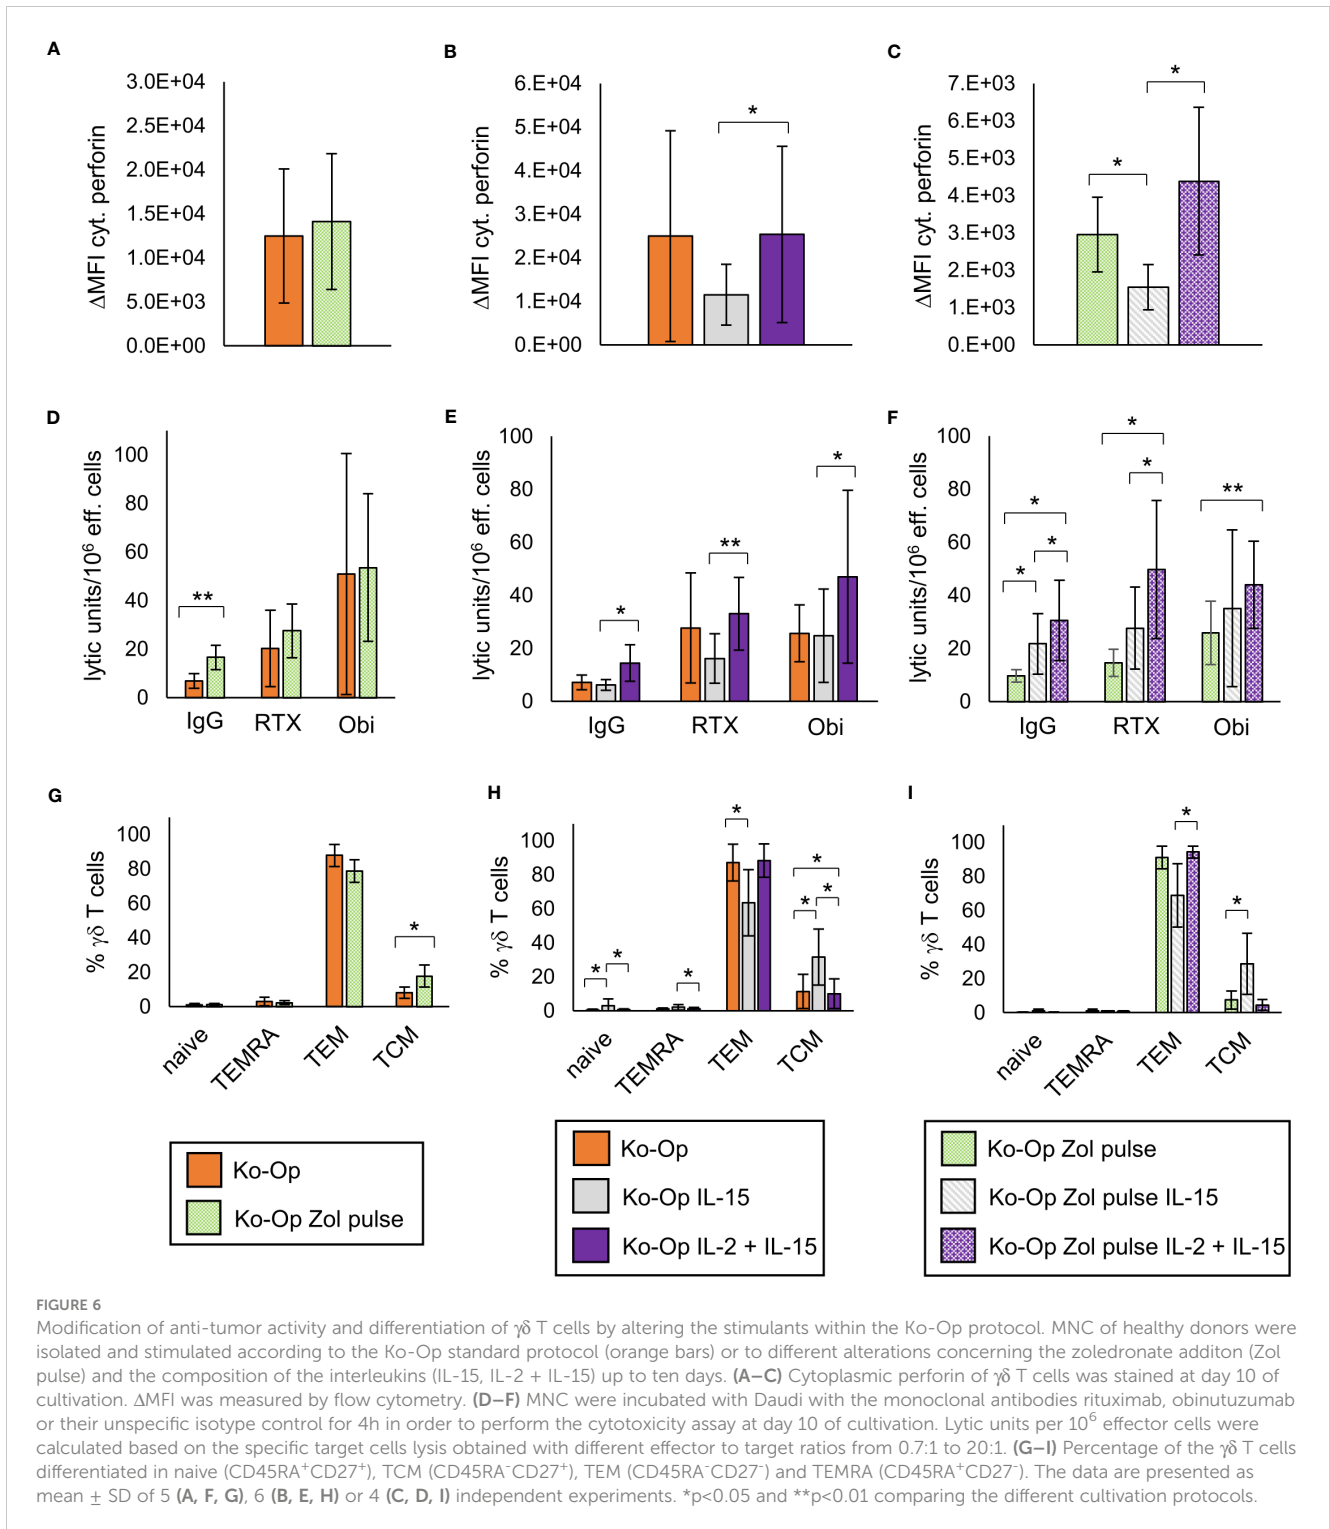 A
ΔMFI cyt. perforin
3.0E+04
2.5E+04
2.0E+04
1.5E+04
1.0E+04
5.0E+03
0.0E+00
B
ΔMFI cyt. perforin
6.E+04
5.E+04
4.E+04
3.E+04
2.E+04
1.E+04
0.E+00
*
C
ΔMFI cyt. perforin
7.E+03
6.E+03
5.E+03
4.E+03
3.E+03
2.E+03
1.E+03
0.E+00
*
*
D
lytic units/10⁶ eff. cells
100
80
60
40
20
0
**
IgG RTX Obi
E
lytic units/10⁶ eff. cells
100
80
60
40
20
0
*
**
*
IgG RTX Obi
F
lytic units/10⁶ eff. cells
100
80
60
40
20
0
*
*
*
*
*
**
IgG RTX Obi
G
% γδ T cells
100
80
60
40
20
0
*
naive TEMRA TEM TCM
H
% γδ T cells
100
80
60
40
20
0
*
*
*
*
*
*
*
naive TEMRA TEM TCM
I
% γδ T cells
100
80
60
40
20
0
*
*
naive TEMRA TEM TCM
Ko-Op
Ko-Op Zol pulse
Ko-Op
Ko-Op IL-15
Ko-Op IL-2 + IL-15
Ko-Op Zol pulse
Ko-Op Zol pulse IL-15
Ko-Op Zol pulse IL-2 + IL-15
FIGURE 6
Modification of anti-tumor activity and differentiation of γδ T cells by altering the stimulants within the Ko-Op protocol. MNC of healthy donors were
isolated and stimulated according to the Ko-Op standard protocol (orange bars) or to different alterations concerning the zoledronate additon (Zol
pulse) and the composition of the interleukins (IL-15, IL-2 + IL-15) up to ten days. (A–C) Cytoplasmic perforin of γδ T cells was stained at day 10 of
cultivation. ΔMFI was measured by flow cytometry. (D–F) MNC were incubated with Daudi with the monoclonal antibodies rituximab, obinutuzumab
or their unspecific isotype control for 4h in order to perform the cytotoxicity assay at day 10 of cultivation. Lytic units per 10⁶ effector cells were
calculated based on the specific target cells lysis obtained with different effector to target ratios from 0.7:1 to 20:1. (G–I) Percentage of the γδ T cells
differentiated in naive (CD45RA⁺CD27⁺), TCM (CD45RA⁻CD27⁺), TEM (CD45RA⁻CD27⁻) and TEMRA (CD45RA⁺CD27⁻). The data are presented as
mean ± SD of 5 (A, F, G), 6 (B, E, H) or 4 (C, D, I) independent experiments. *p<0.05 and **p<0.01 comparing the different cultivation protocols.